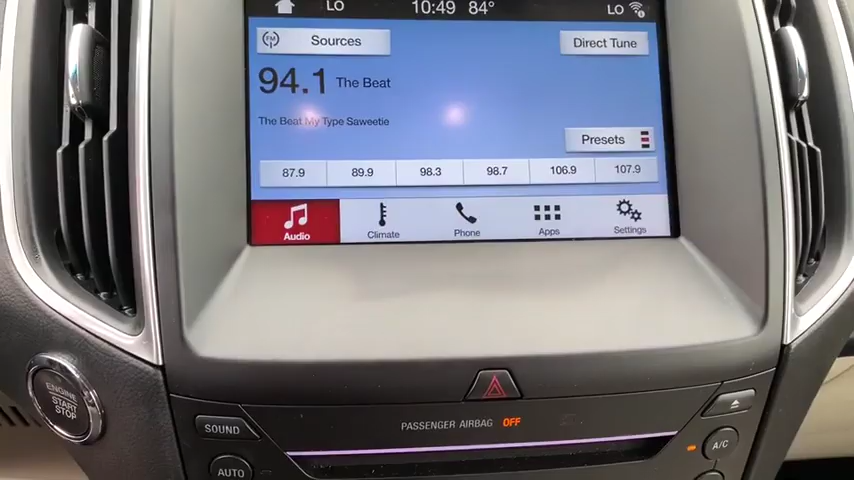 LO
10:49 84°
LO
FM
Sources
Direct Tune
94.1 The Beat
The Beat My Type Saweetie
Presets
87.9
89.9
98.3
98.7
106.9
107.9
Audio
Climate
Phone
Apps
Settings
ENGINE
START
STOP
SOUND
PASSENGER AIRBAG OFF
A/C
AUTO